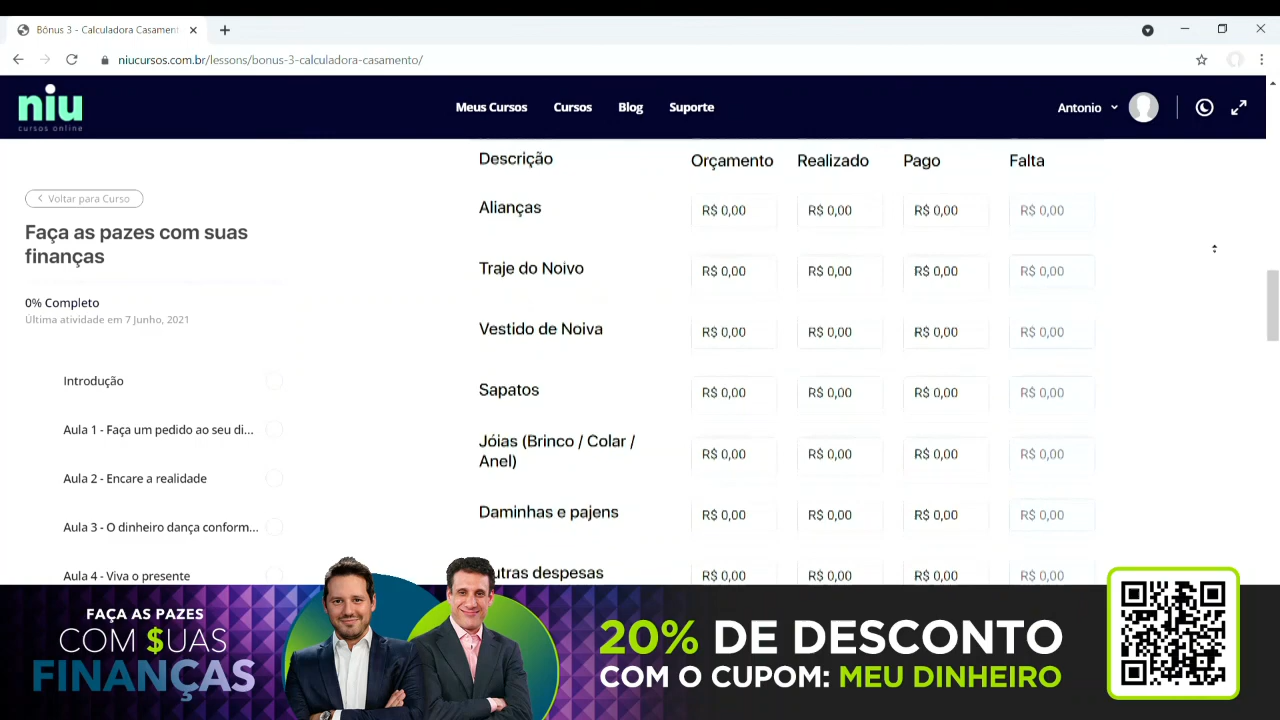 Bônus 3 - Calculadora Casament
niucursos.com.br/lessons/bonus-3-calculadora-casamento/
niu
cursos online
Meus Cursos Cursos Blog Suporte
Antonio
Voltar para Curso
Faça as pazes com suas
finanças
0% Completo
Última atividade em 7 Junho, 2021
Introdução
Aula 1 - Faça um pedido ao seu di...
Aula 2 - Encare a realidade
Aula 3 - O dinheiro dança conform...
Aula 4 - Viva o presente
Descrição Orçamento Realizado Pago Falta
Alianças R$ 0,00 R$ 0,00 R$ 0,00 R$ 0,00
Traje do Noivo R$ 0,00 R$ 0,00 R$ 0,00 R$ 0,00
Vestido de Noiva R$ 0,00 R$ 0,00 R$ 0,00 R$ 0,00
Sapatos R$ 0,00 R$ 0,00 R$ 0,00 R$ 0,00
Jóias (Brinco / Colar /
Anel) R$ 0,00 R$ 0,00 R$ 0,00 R$ 0,00
Daminhas e pajens R$ 0,00 R$ 0,00 R$ 0,00 R$ 0,00
utras despesas R$ 0,00 R$ 0,00 R$ 0,00 R$ 0,00
FAÇA AS PAZES
COM $UAS
FINANÇAS
20% DE DESCONTO
COM O CUPOM: MEU DINHEIRO